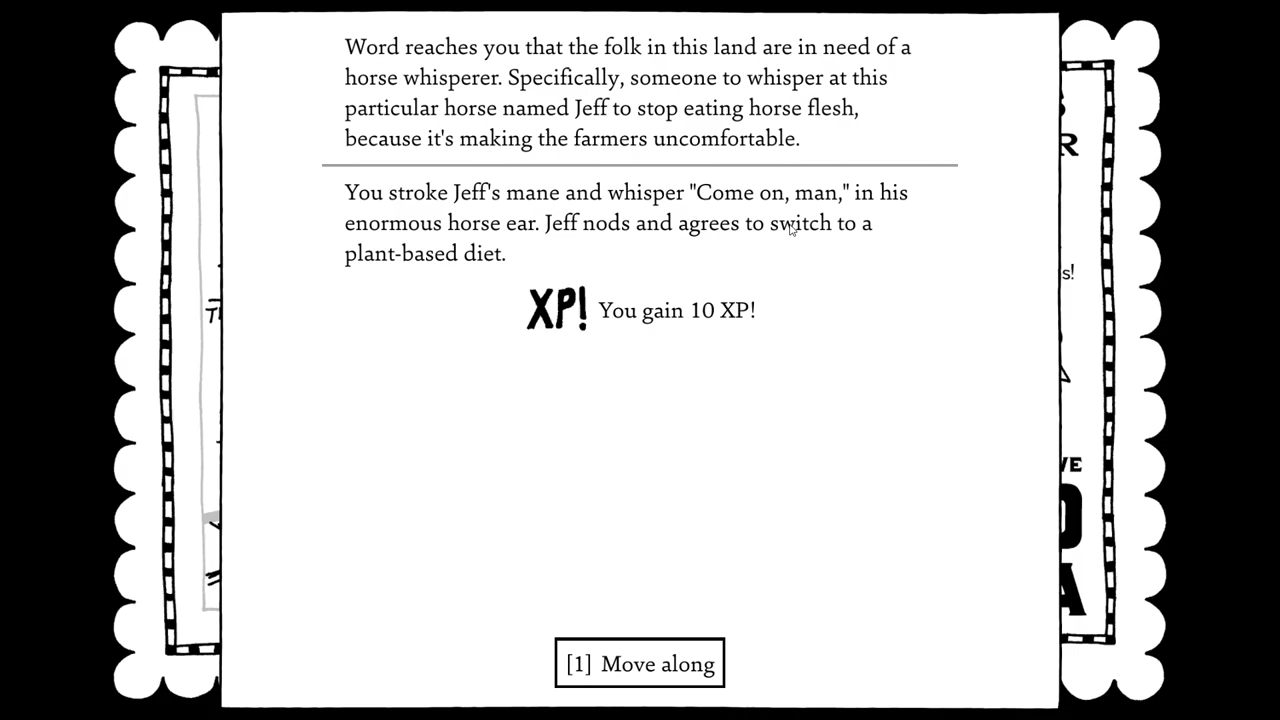 Word reaches you that the folk in this land are in need of a
horse whisperer. Specifically, someone to whisper at this
particular horse named Jeff to stop eating horse flesh,
because it's making the farmers uncomfortable.
You stroke Jeff's mane and whisper "Come on, man," in his
enormous horse ear. Jeff nods and agrees to switch to a
plant-based diet.
XP! You gain 10 XP!
[1] Move along